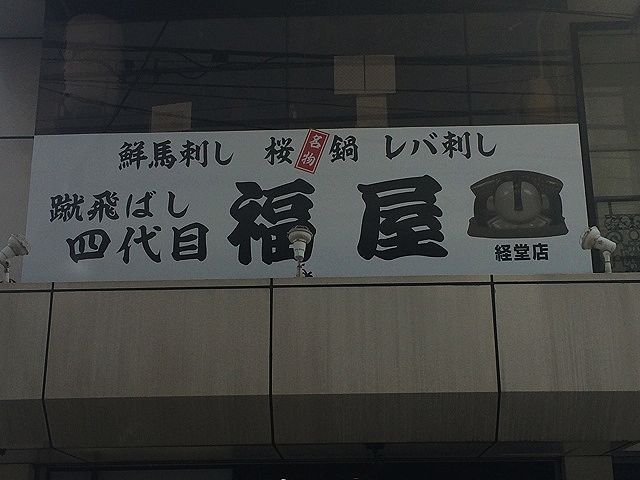 鮮馬刺し 桜鍋 レバ刺し
名物
蹴飛ばし
四代目 福屋
経堂店